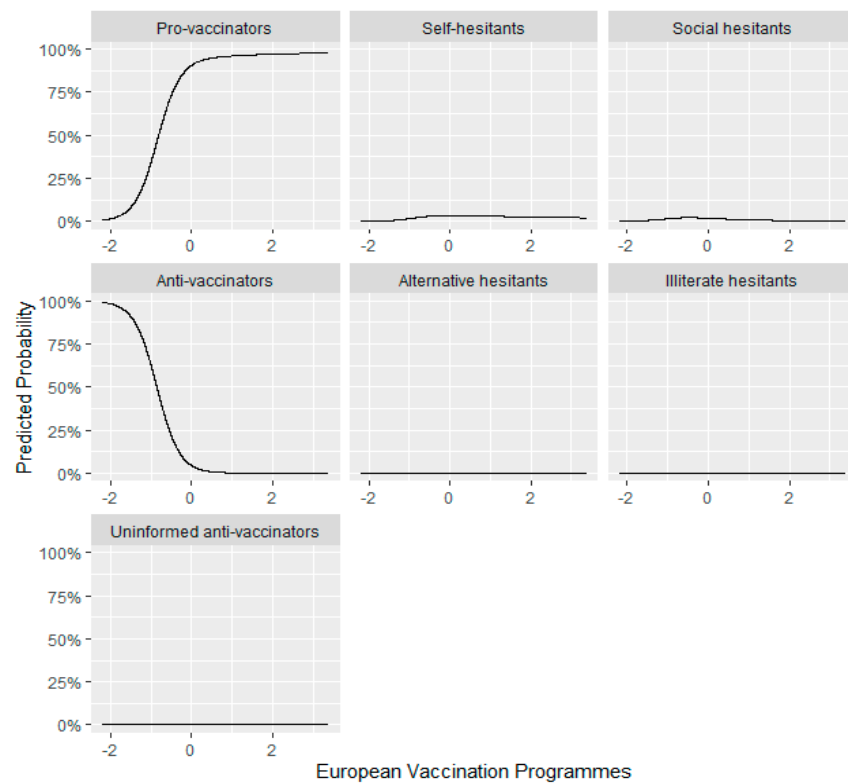 Pro-vaccinators Self-hesitants Social hesitants
100%
75%
50%
25%
0%
-2 0 2 -2 0 2 -2 0 2
Anti-vaccinators Alternative hesitants Illiterate hesitants
100%
75%
50%
25%
0%
-2 0 2 -2 0 2 -2 0 2
Predicted Probability
Uninformed anti-vaccinators
100%
75%
50%
25%
0%
-2 0 2
European Vaccination Programmes